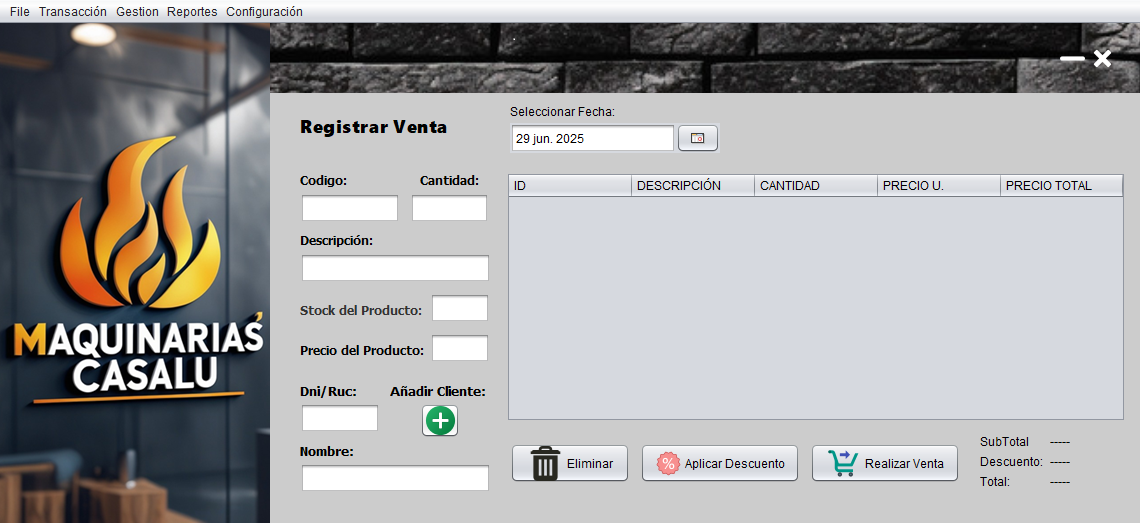 File Transacción Gestion Reportes Configuración
MAQUINARIAS'
CASALU
Registrar Venta
Seleccionar Fecha:
29 jun. 2025
Codigo: Cantidad:
Descripción:
Stock del Producto:
Precio del Producto:
Dni/Ruc: Añadir Cliente:
Nombre:
ID DESCRIPCIÓN CANTIDAD PRECIO U. PRECIO TOTAL
Eliminar
% Aplicar Descuento
Realizar Venta
SubTotal -----
Descuento: -----
Total: -----